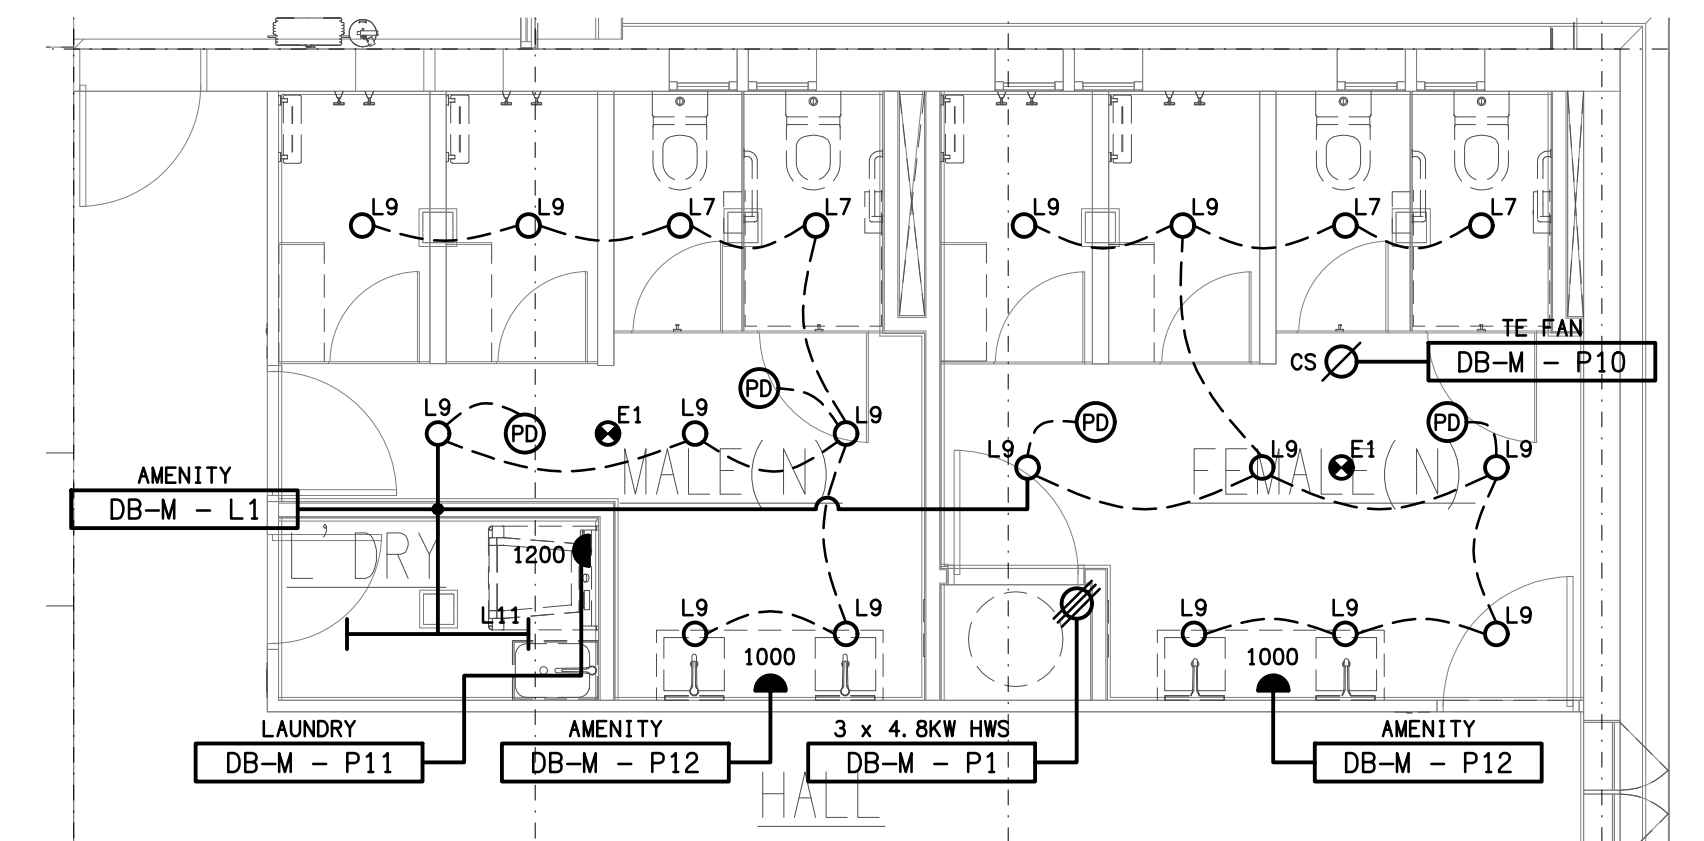 L9 L9 L7 L7 L9 L9 L7 L7
TE FAN
CS DB-M - P10
L9 PD E1 L9 PD L9
L9 PD L9 E1 PD L9
MALE(N) FEMALE(N)
AMENITY
DB-M - L1
L'DRY
1200
L11
L9 L9 L9 L9 L9
1000 1000
LAUNDRY AMENITY 3 x 4.8KW HWS AMENITY
DB-M - P11 DB-M - P12 DB-M - P1 DB-M - P12
HALL